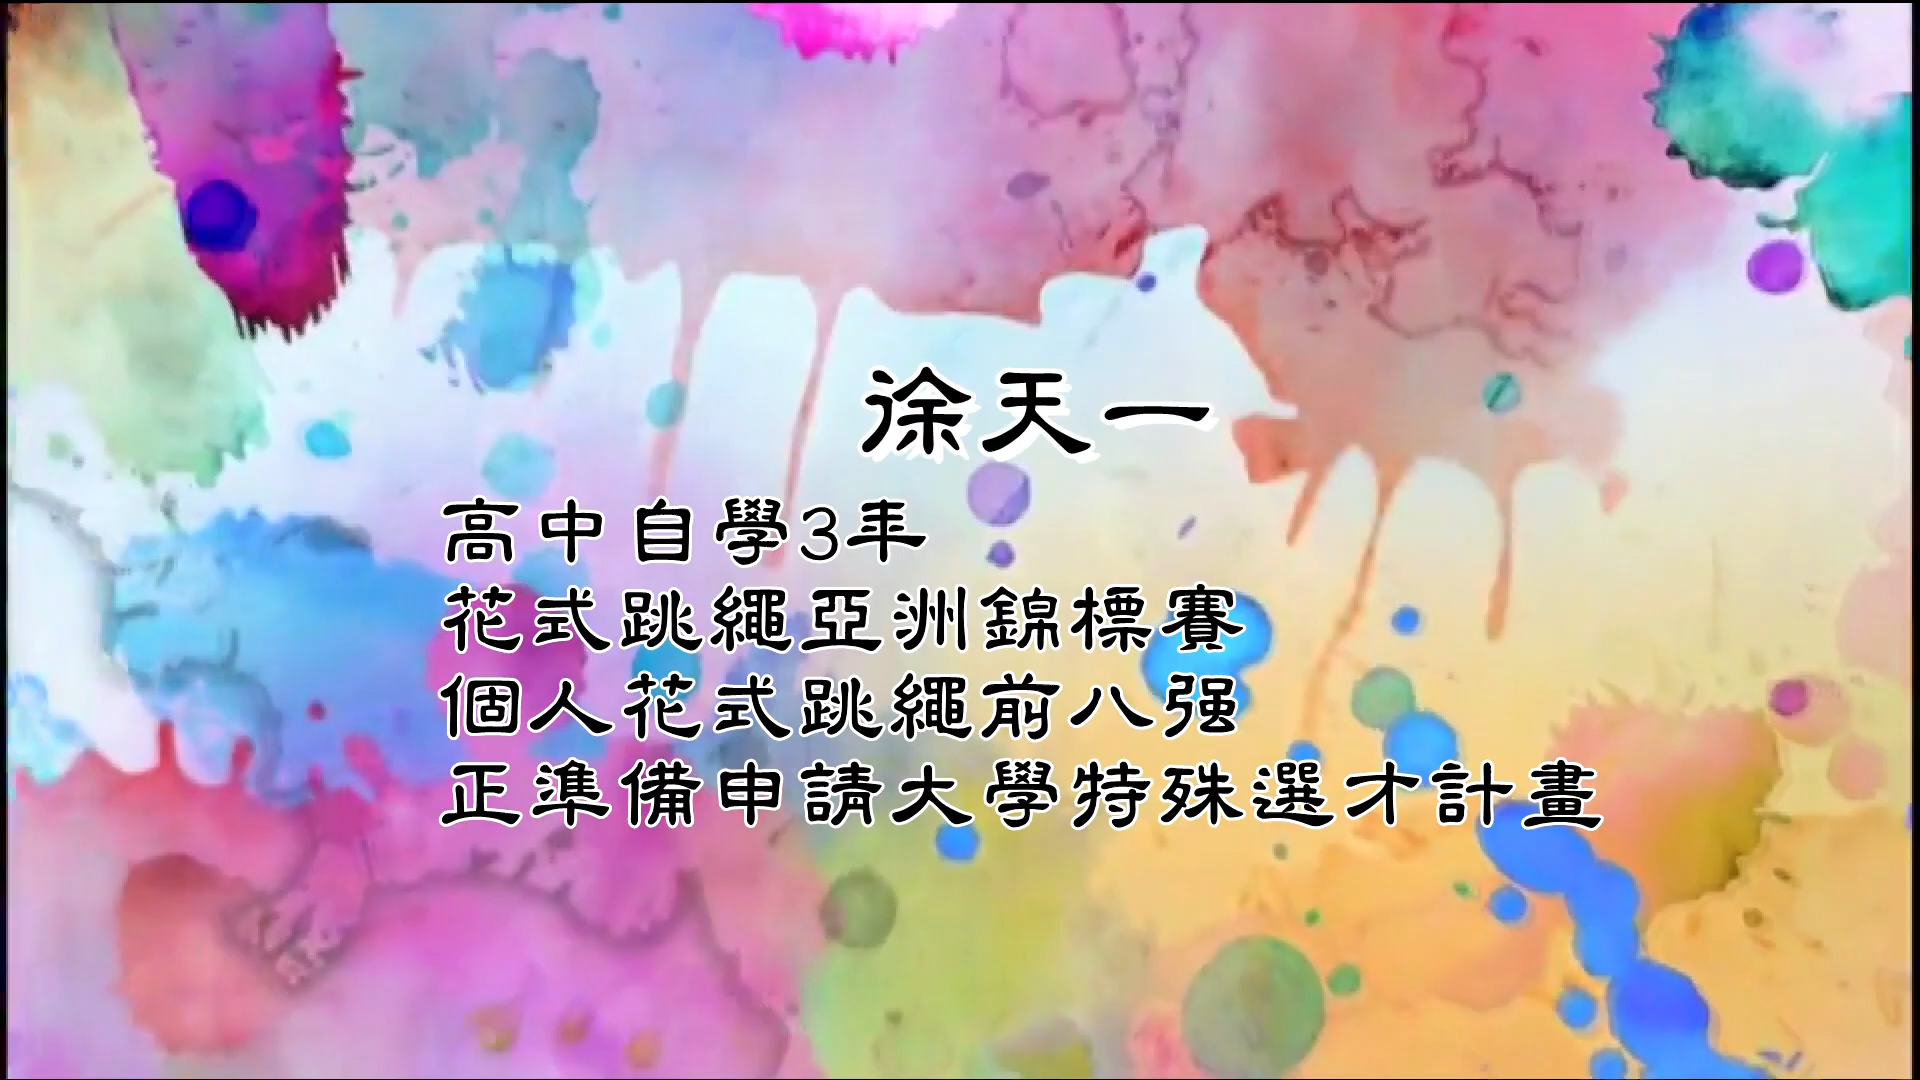 徐天一
高中自學3年
花式跳繩亞洲錦標賽
個人花式跳繩前八强
正準備申請大學特殊選才計畫